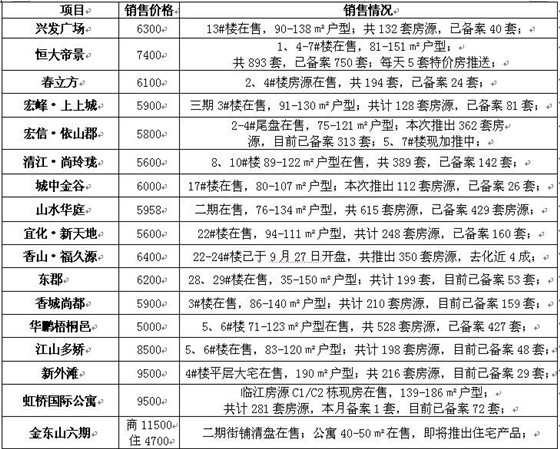 项目 销售价格 销售情况
兴发广场 6300 13#楼在售，90-138㎡户型；共132套房源，已备案40套；
恒大帝景 7400 1、4-7#楼在售，81-151㎡户型；
共893套，已备案750套；每天5套特价房推送；
春立方 6100 2、4#楼房源在售，共194套，已备案24套；
宏峰·上上城 5900 三期3#楼在售，91-130㎡户型；共计128套房源，已备案81套；
宏信·依山郡 5800 2-4#尾盘在售，75-121㎡户型；本次推出362套房
源，目前已备案313套；5、7#楼现加推中；
清江·尚玲珑 5600 8、10#楼89-122㎡户型在售，共389套，已备案142套；
城中金谷 6000 17#楼在售，80-107㎡户型；本次推出112套房源，已备案26套；
山水华庭 5958 二期在售，76-134㎡户型，共615套房源，已备案429套房源；
宜化·新天地 5600 22#楼在售，94-111㎡户型；共计248套房源，已备案160套；
香山·福久源 6400 22-24#楼已于9月27日开盘，共推出350套房源，去化近4成；
东郡 6200 28、29#楼在售，35-150㎡户型；共计199套，目前已备案53套；
香城尚都 5900 3#楼在售，86-140㎡户型；共计210套房源，目前已备案159套；
华鹏梧桐邑 5000 5、6#楼71-123㎡户型在售，共528套房源，已备案427套；
江山多娇 8500 5、6#楼在售，83-120㎡户型；共计198套房源，目前已备案48套；
新外滩 9500 4#楼平层大宅在售，190㎡户型；共216套房源，目前已备案29套；
虹桥国际公寓 9500 临江房源C1/C2栋现房在售，139-186㎡户型；
共计281套房源，本月备案1套，目前已备案72套；
金东山六期 商11500
住4700 二期街铺清盘在售；公寓40-50㎡在售，即将推出住宅产品；